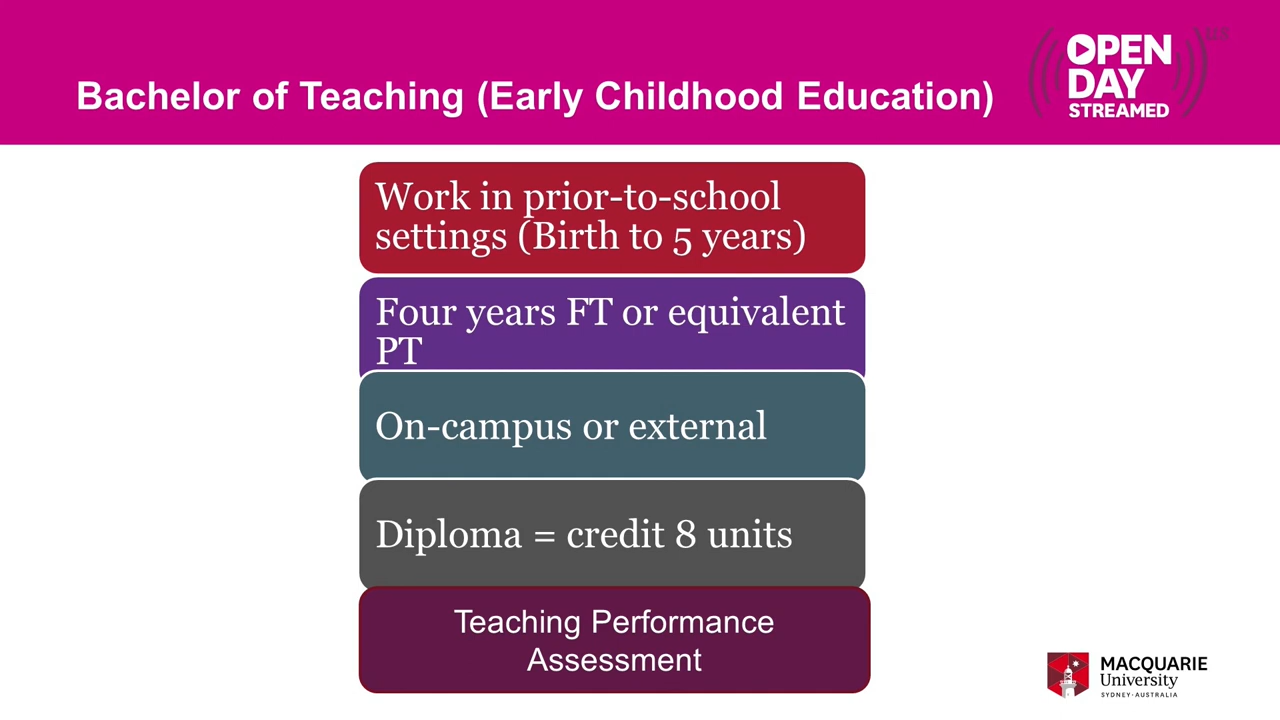 Bachelor of Teaching (Early Childhood Education)
OPEN
DAY
STREAMED
Work in prior-to-school
settings (Birth to 5 years)
Four years FT or equivalent
PT
On-campus or external
Diploma = credit 8 units
Teaching Performance
Assessment
MACQUARIE
University
SYDNEY·AUSTRALIA